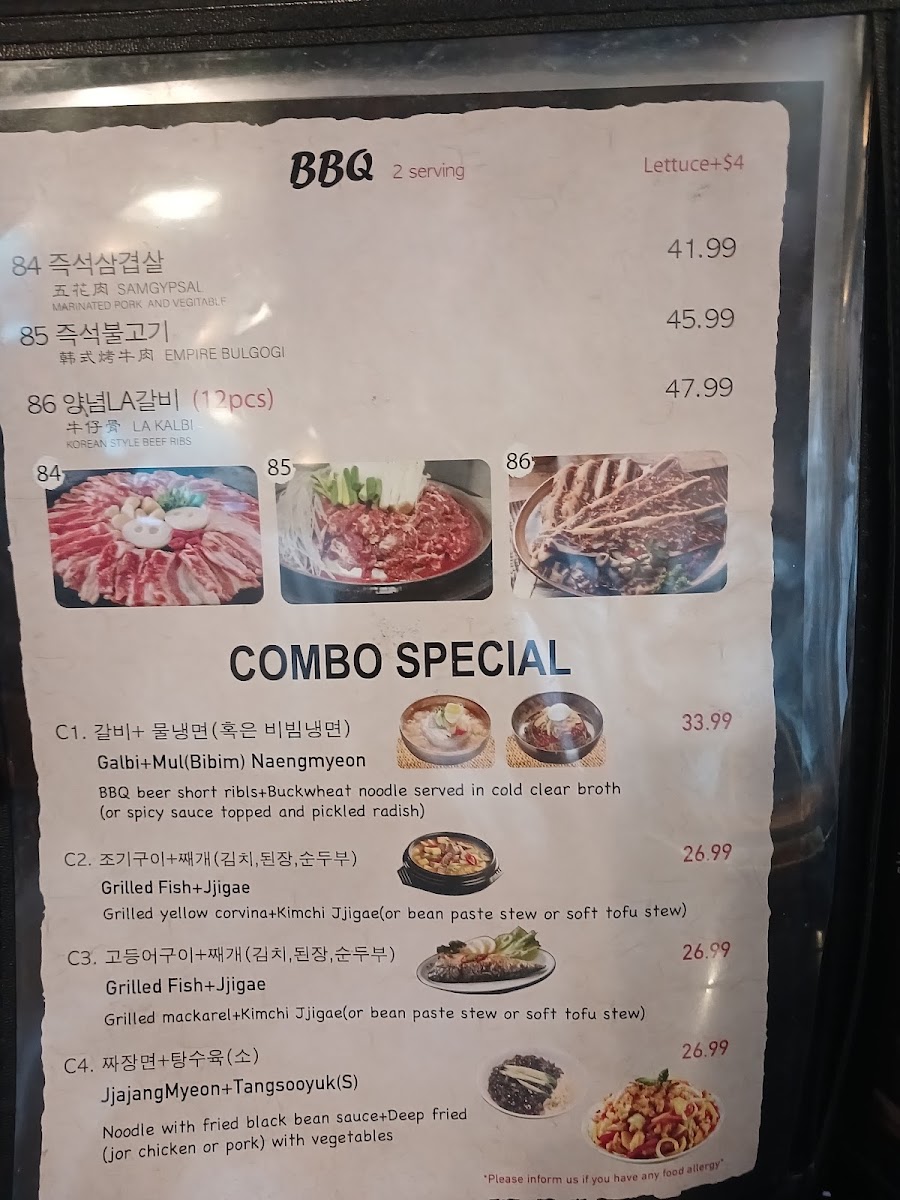 BBQ 2 serving Lettuce+$4
84 즉석삼겹살 41.99
五花肉 SAMGYPSAL
MARINATED PORK AND VEGITABLE
85 즉석불고기 45.99
韩式烤牛肉 EMPIRE BULGOGI
86 양념LA갈비 (12pcs) 47.99
牛仔骨 LA KALBI
KOREAN STYLE BEEF RIBS
84 85 86
COMBO SPECIAL
C1. 갈비+ 물냉면(혹은 비빔냉면) 33.99
Galbi+Mul(Bibim) Naengmyeon
BBQ beer short ribls+Buckwheat noodle served in cold clear broth
(or spicy sauce topped and pickled radish)
C2. 조기구이+째개(김치,된장,순두부) 26.99
Grilled Fish+Jjigae
Grilled yellow corvina+Kimchi Jjigae(or bean paste stew or soft tofu stew)
C3. 고등어구이+째개(김치,된장,순두부) 26.99
Grilled Fish+Jjigae
Grilled mackarel+Kimchi Jjigae(or bean paste stew or soft tofu stew)
C4. 짜장면+탕수육(소) 26.99
JjajangMyeon+Tangsooyuk(S)
Noodle with fried black bean sauce+Deep fried
(jor chicken or pork) with vegetables
*Please inform us if you have any food allergy*